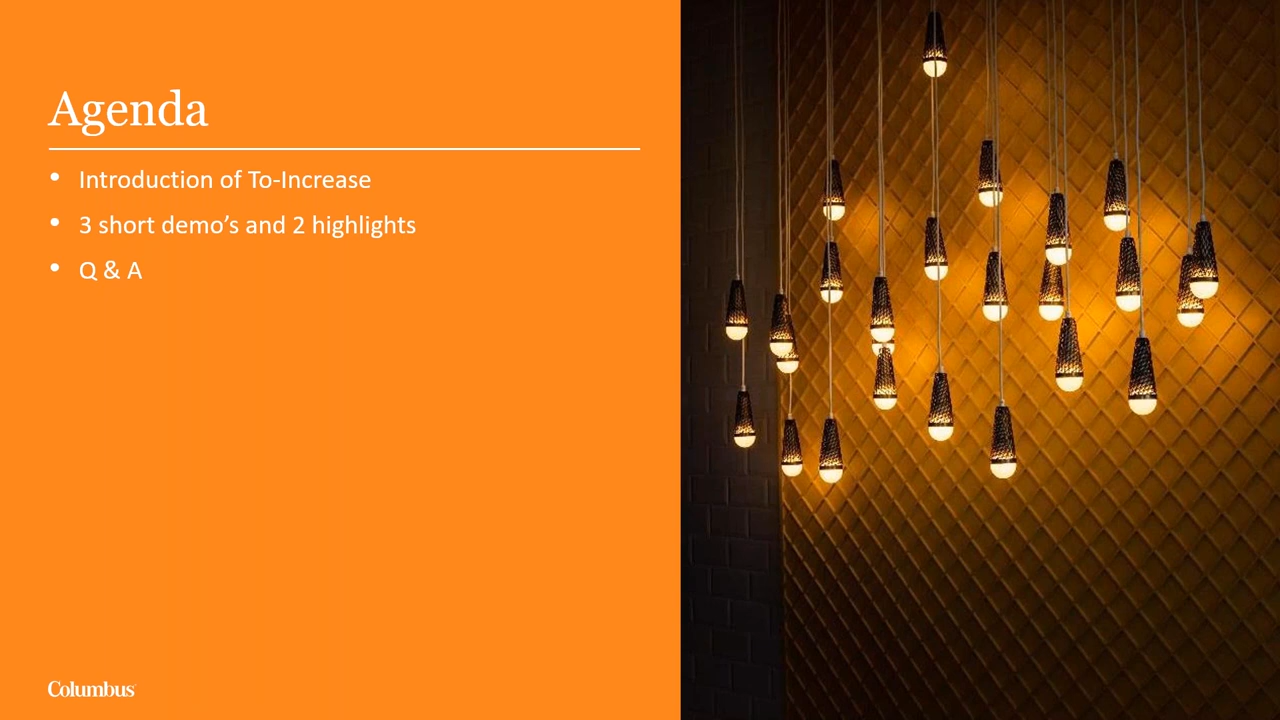 Agenda
• Introduction of To-Increase
• 3 short demo’s and 2 highlights
• Q & A
Columbus